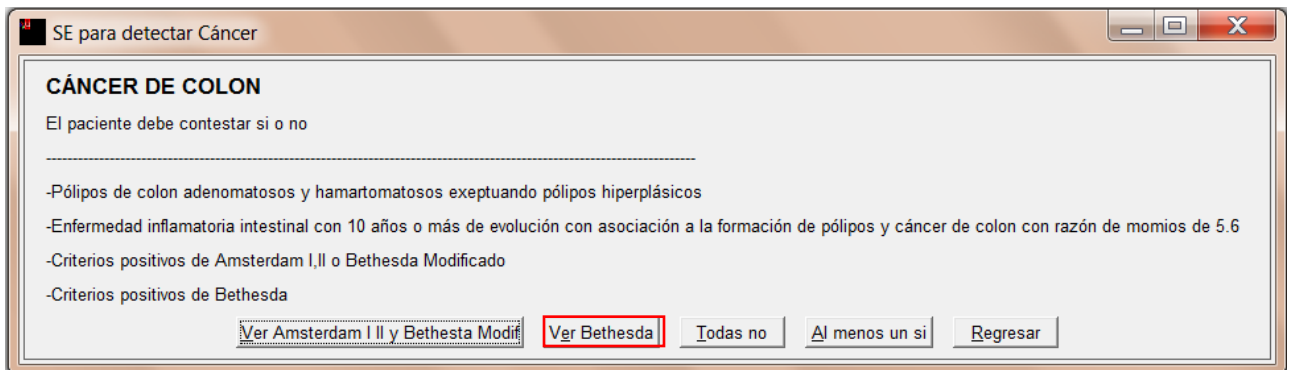 SE para detectar Cáncer
CÁNCER DE COLON
El paciente debe contestar si o no
--------------------------------------------------------------------------------------------------------------------------
-Pólipos de colon adenomatosos y hamartomatosos exeptuando pólipos hiperplásicos
-Enfermedad inflamatoria intestinal con 10 años o más de evolución con asociación a la formación de pólipos y cáncer de colon con razón de momios de 5.6
-Criterios positivos de Amsterdam I,II o Bethesda Modificado
-Criterios positivos de Bethesda
Ver Amsterdam I II y Bethesta Modif Ver Bethesda Todas no Al menos un si Regresar